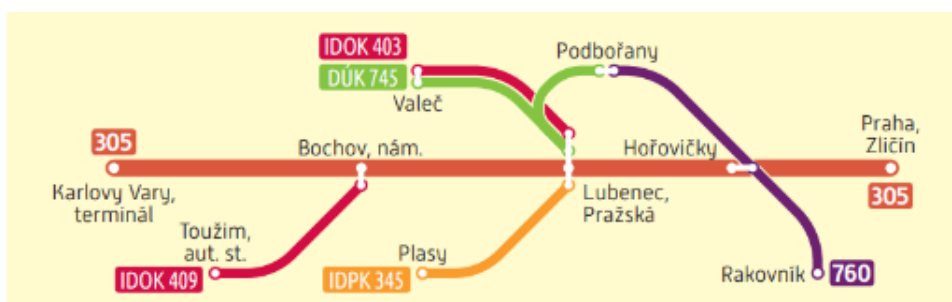 IDOK 403
DÚK 745
Valeč
Podbořany
305
Bochov, nám.
Hořovičky
Praha,
Zličín
Karlovy Vary,
terminál
Lubenec,
Pražská
305
Toužim,
aut. st.
IDOK 409
Plasy
IDPK 345
Rakovník
760